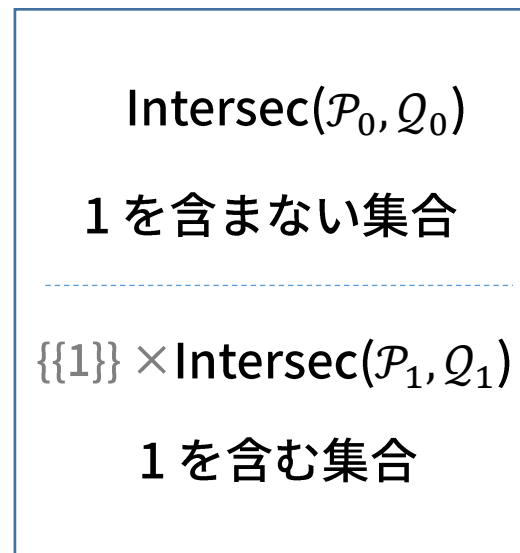 Intersec(𝒫₀, 𝒬₀)
1 を含まない集合
{{1}} ×Intersec(𝒫₁, 𝒬₁)
1 を含む集合